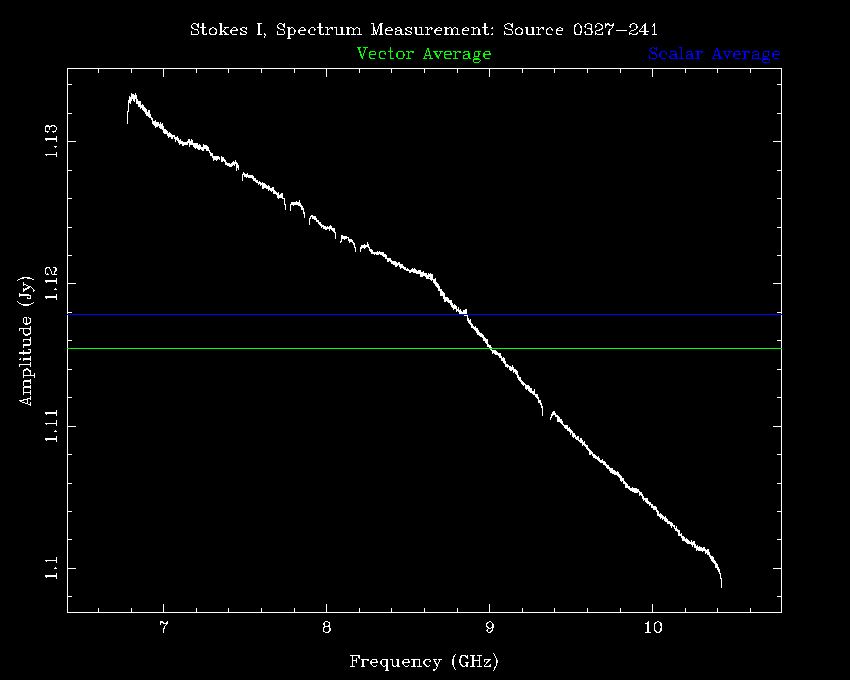 Stokes I, Spectrum Measurement: Source 0327-241
Vector Average
Scalar Average
1.13
1.12
1.11
1.1
Amplitude (Jy)
7
8
9
10
Frequency (GHz)